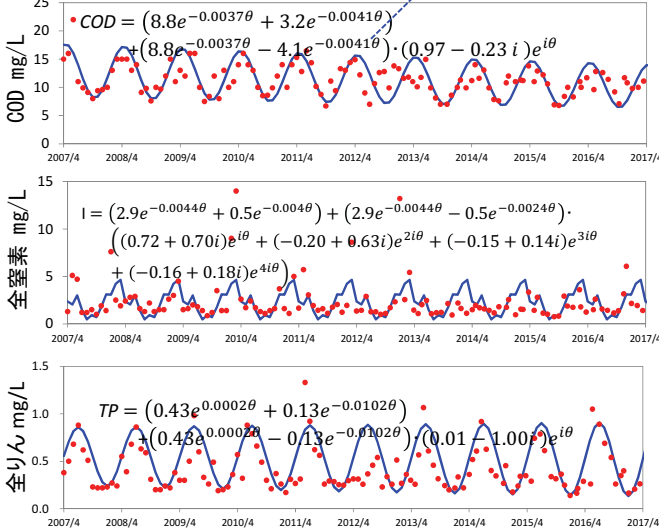 25
20
15
10
5
0
COD mg/L
COD = (8.8e^{-0.0037θ} + 3.2e^{-0.0041θ})
+(8.8e^{-0.0037θ} − 4.1e^{-0.0041θ})⋅(0.97 − 0.23 i )e^{iθ}
2007/4 2008/4 2009/4 2010/4 2011/4 2012/4 2013/4 2014/4 2015/4 2016/4 2017/4
15
10
5
0
全窒素 mg/L
I = (2.9e^{-0.0044θ} + 0.5e^{-0.004θ}) + (2.9e^{-0.0044θ} − 0.5e^{-0.0024θ})⋅
((0.72 + 0.70i)e^{iθ} + (−0.20 + 0.63i)e^{2iθ} + (−0.15 + 0.14i)e^{3iθ}
+ (−0.16 + 0.18i)e^{4iθ})
2007/4 2008/4 2009/4 2010/4 2011/4 2012/4 2013/4 2014/4 2015/4 2016/4 2017/4
1.5
1.0
0.5
0.0
全りん mg/L
TP = (0.43e^{0.0002θ} + 0.13e^{-0.0102θ})
+(0.43e^{0.0002θ} − 0.13e^{-0.0102θ})⋅(0.01 − 1.00i )e^{iθ}
2007/4 2008/4 2009/4 2010/4 2011/4 2012/4 2013/4 2014/4 2015/4 2016/4 2017/4